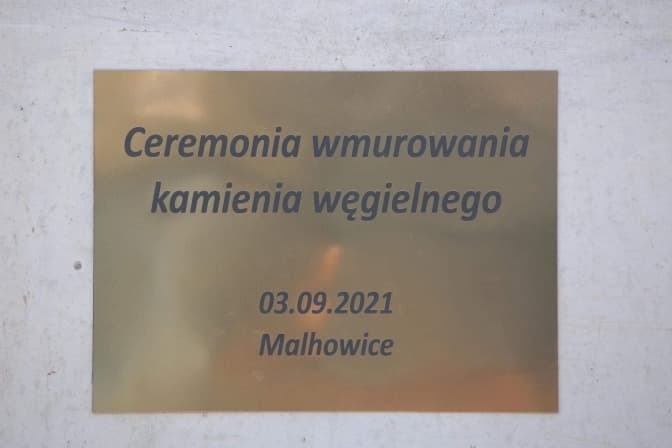 Ceremonia wmurowania
kamienia węgielnego
03.09.2021
Malhowice